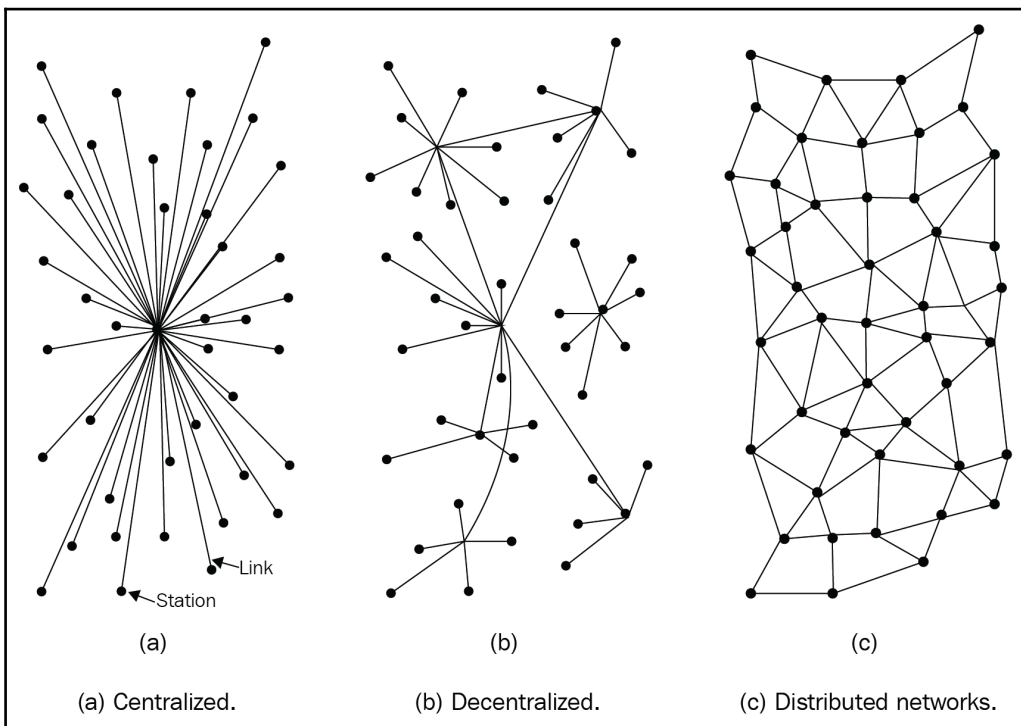 Link
Station
(a)
(b)
(c)
(a) Centralized.
(b) Decentralized.
(c) Distributed networks.